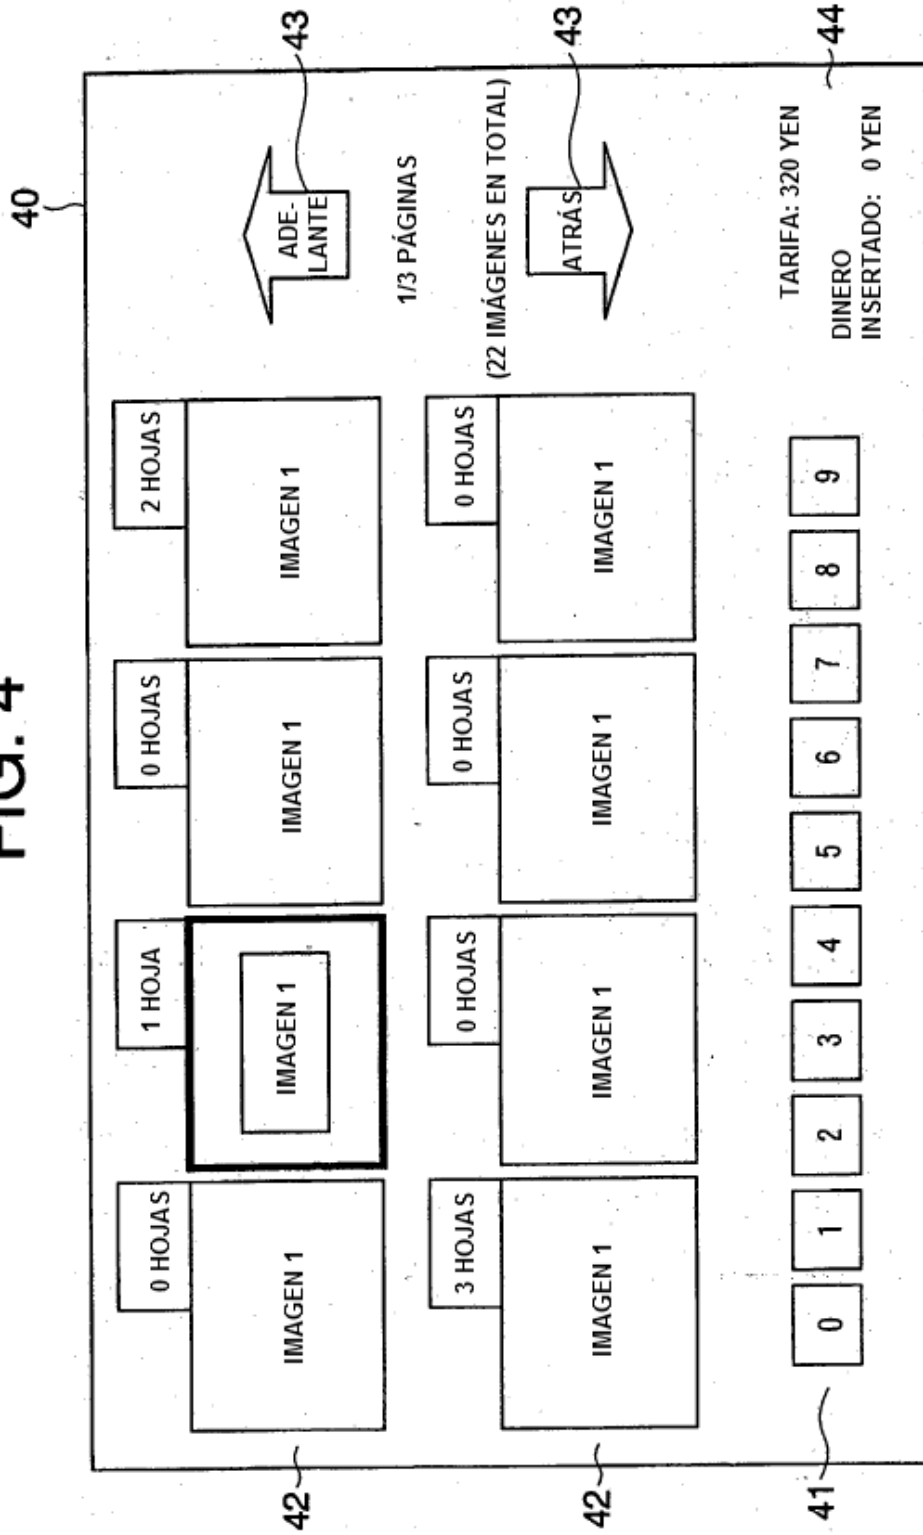 FIG. 4
40
0 HOJAS
1 HOJA
0 HOJAS
2 HOJAS
IMAGEN 1
IMAGEN 1
IMAGEN 1
IMAGEN 1
42
ADE-
LANTE
43
1/3 PÁGINAS
(22 IMÁGENES EN TOTAL)
3 HOJAS
0 HOJAS
0 HOJAS
0 HOJAS
IMAGEN 1
IMAGEN 1
IMAGEN 1
IMAGEN 1
42
ATRÁS
43
41
0 1 2 3 4 5 6 7 8 9
TARIFA: 320 YEN
DINERO
INSERTADO: 0 YEN
44